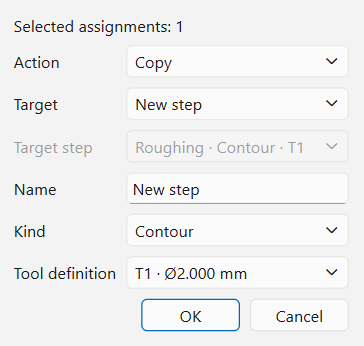 Selected assignments: 1
Action Copy
Target New step
Target step Roughing · Contour · T1
Name New step
Kind Contour
Tool definition T1 · Ø2.000 mm
OK Cancel